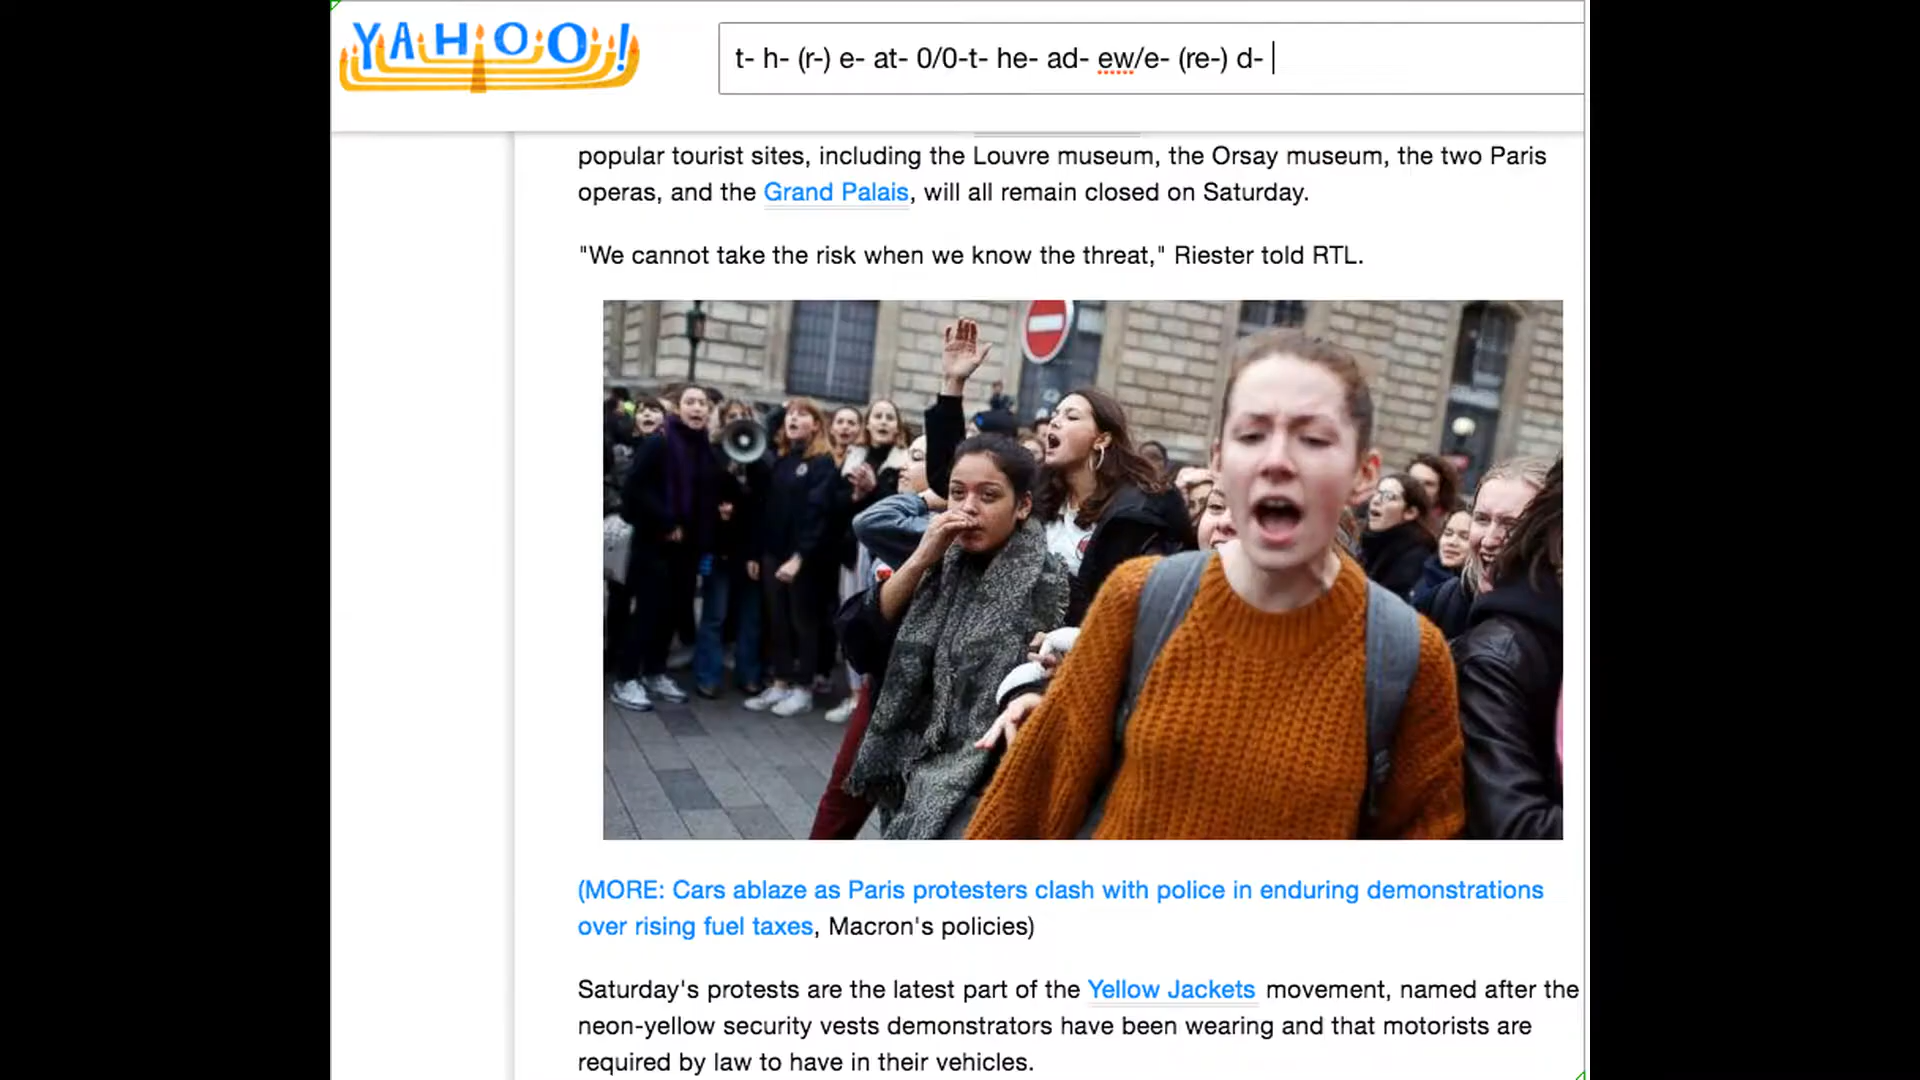 YAHOO!
t- h- (r-) e- at- 0/0-t- he- ad- ew/e- (re-) d-
popular tourist sites, including the Louvre museum, the Orsay museum, the two Paris
operas, and the Grand Palais, will all remain closed on Saturday.
"We cannot take the risk when we know the threat," Riester told RTL.
(MORE: Cars ablaze as Paris protesters clash with police in enduring demonstrations
over rising fuel taxes, Macron's policies)
Saturday's protests are the latest part of the Yellow Jackets movement, named after the
neon-yellow security vests demonstrators have been wearing and that motorists are
required by law to have in their vehicles.